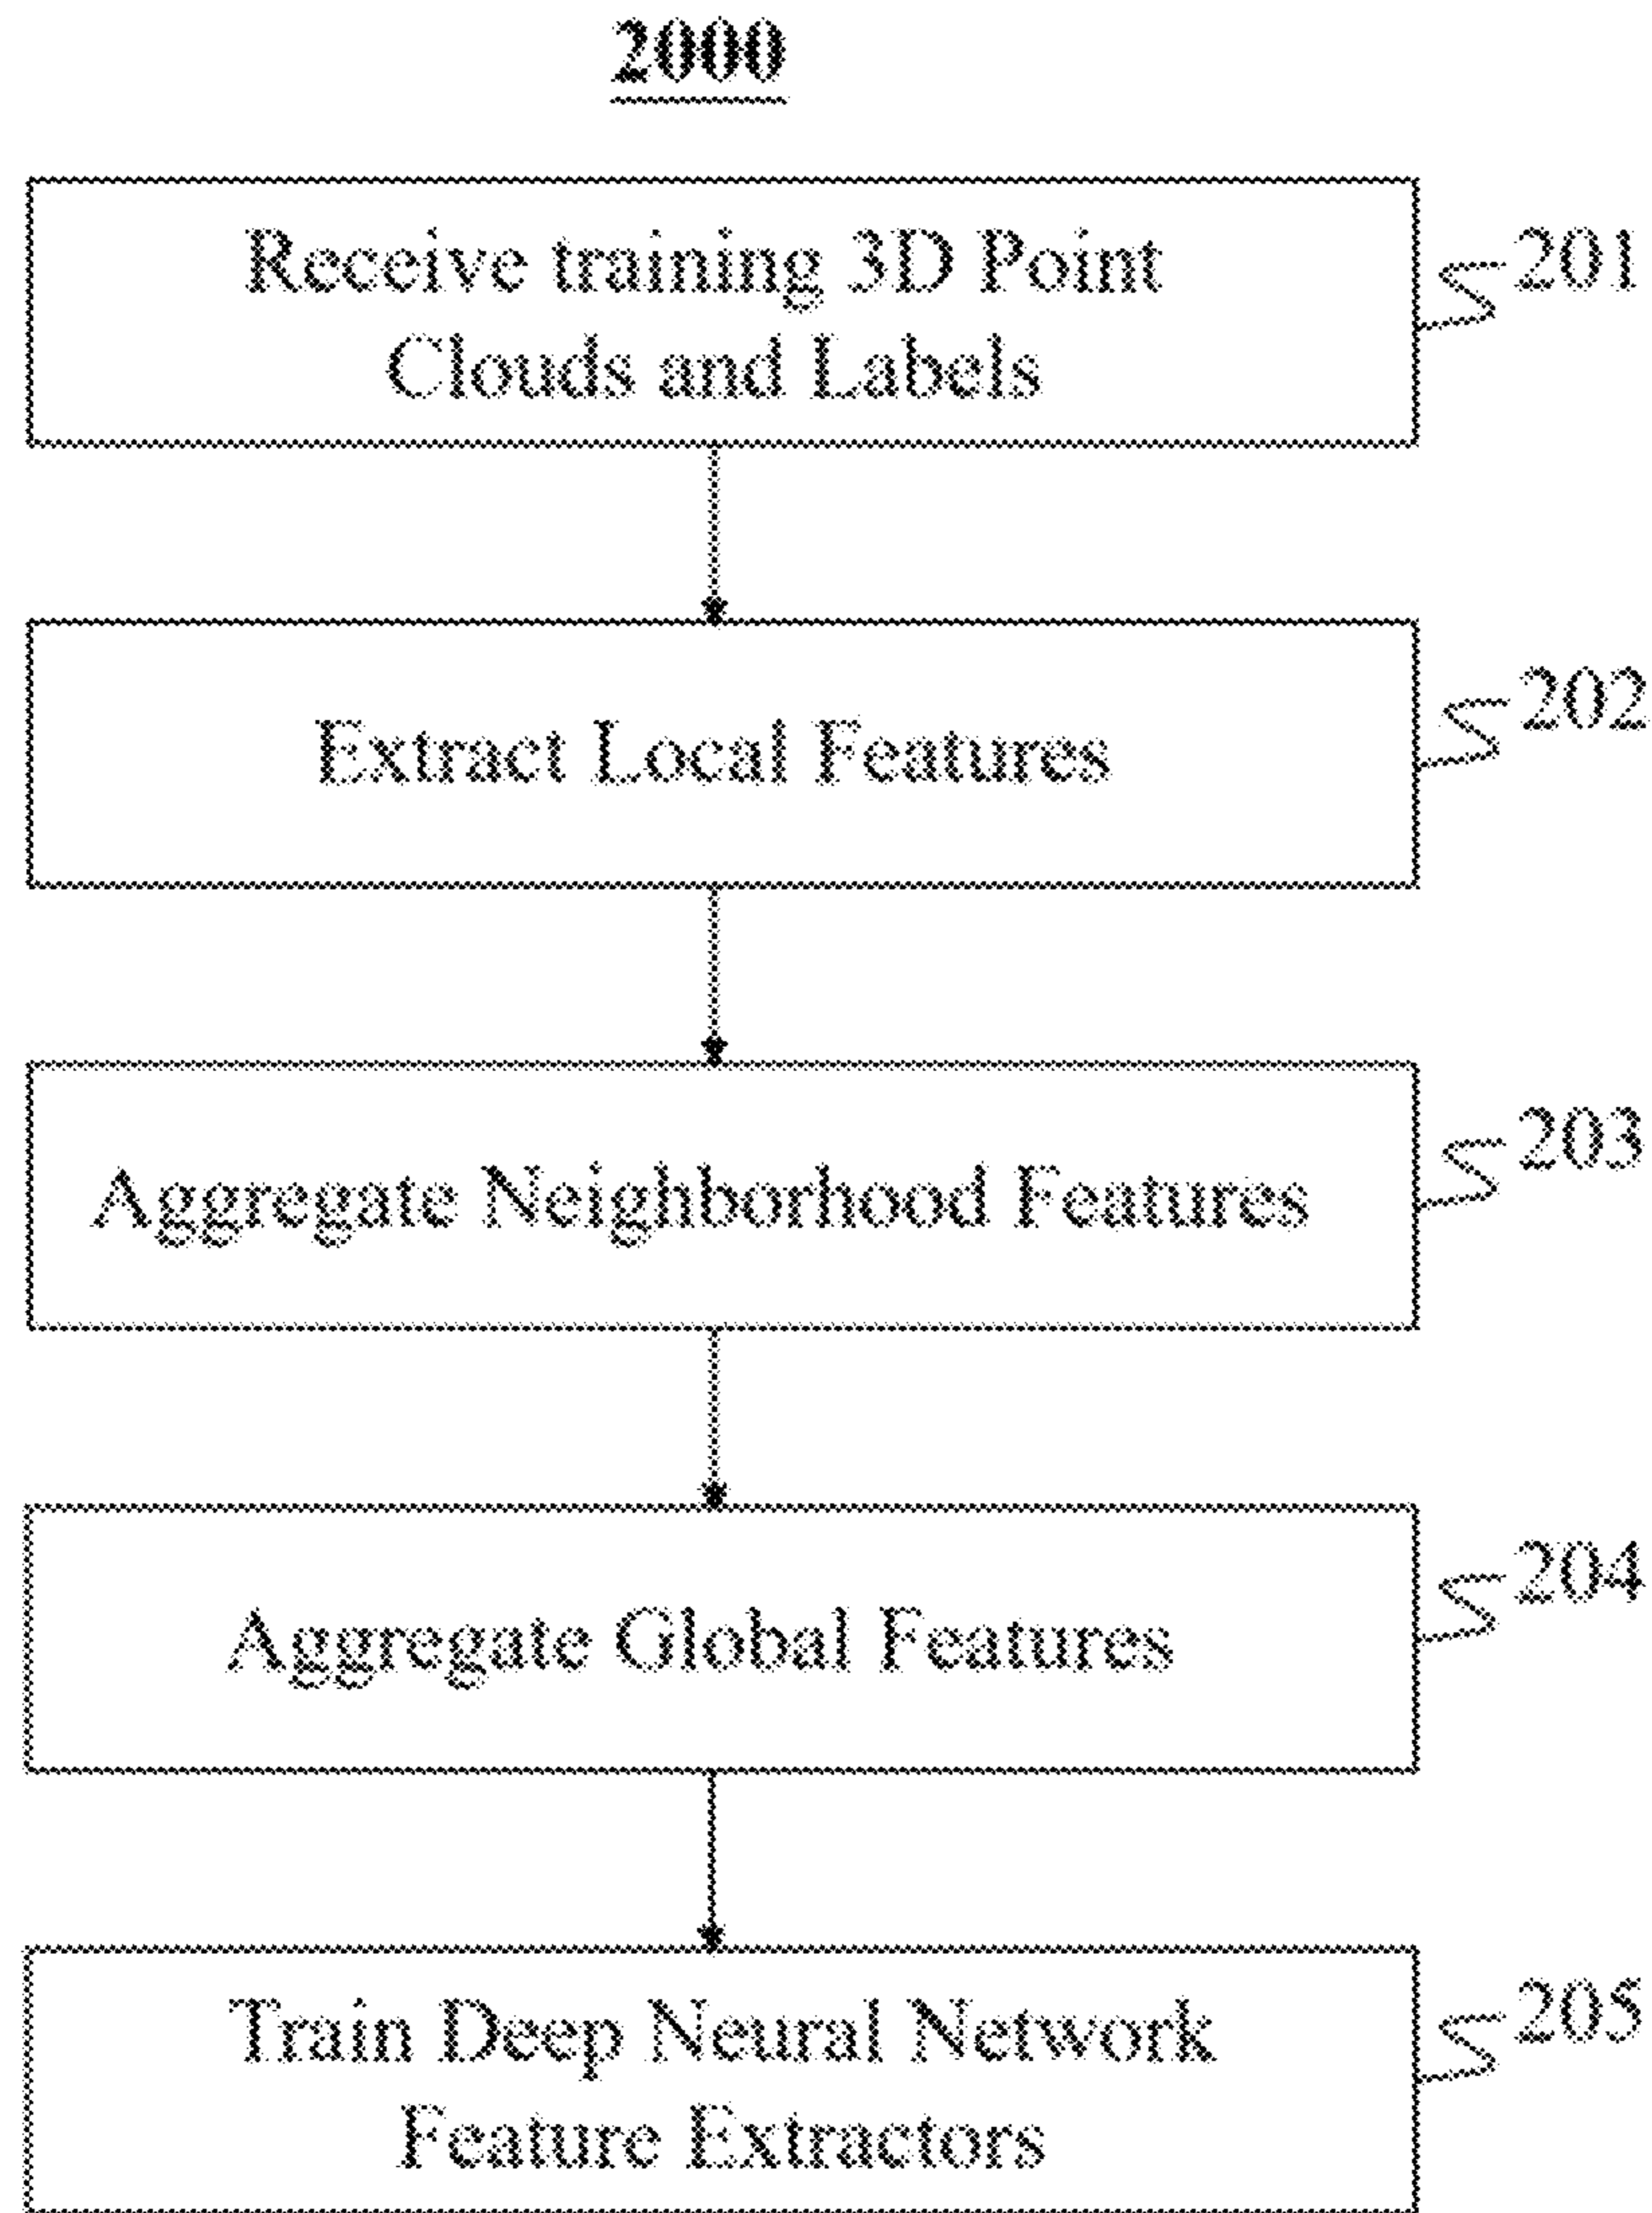 2000
Receive training 3D Point
Clouds and Labels
201
Extract Local Features
202
Aggregate Neighborhood Features
203
Aggregate Global Features
204
Train Deep Neural Network
Feature Extractors
205